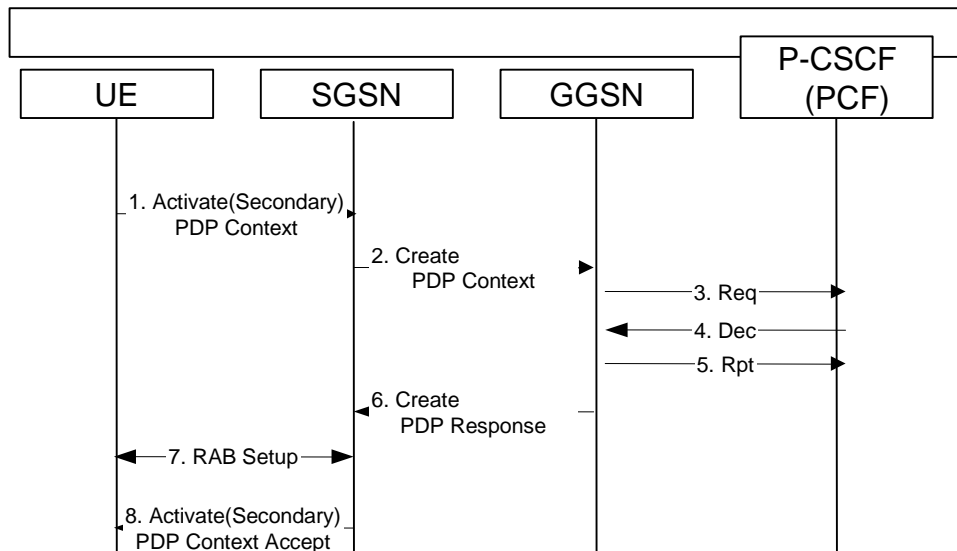 UE
SGSN
GGSN
P-CSCF
(PCF)
1. Activate(Secondary)
PDP Context
2. Create
PDP Context
3. Req
4. Dec
5. Rpt
6. Create
PDP Response
7. RAB Setup
8. Activate(Secondary)
PDP Context Accept